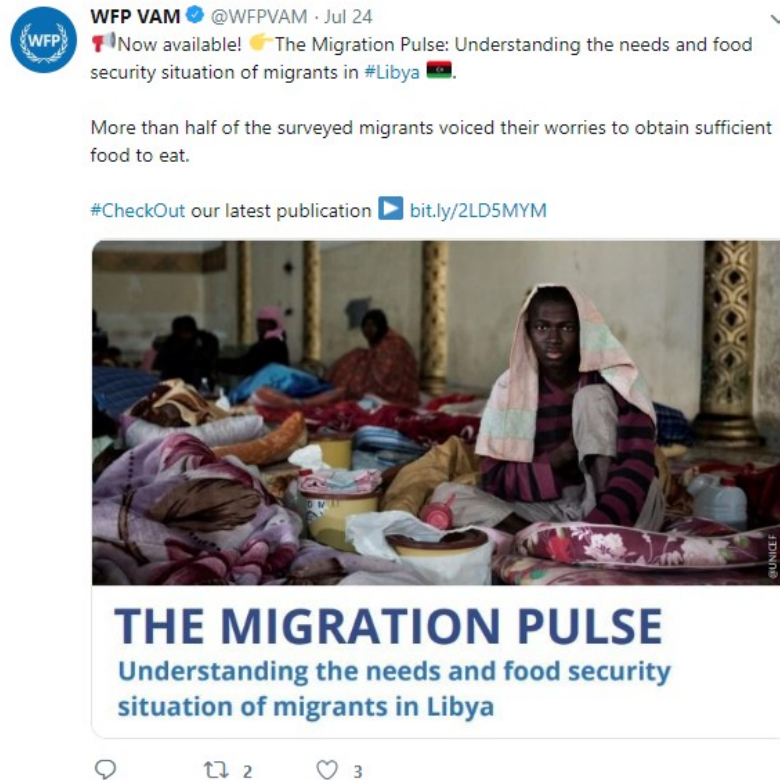 WFP
WFP VAM @WFPVAM · Jul 24
Now available! The Migration Pulse: Understanding the needs and food
security situation of migrants in #Libya.
More than half of the surveyed migrants voiced their worries to obtain sufficient
food to eat.
#CheckOut our latest publication bit.ly/2LD5MYM
@UNICEF
THE MIGRATION PULSE
Understanding the needs and food security
situation of migrants in Libya
2 3